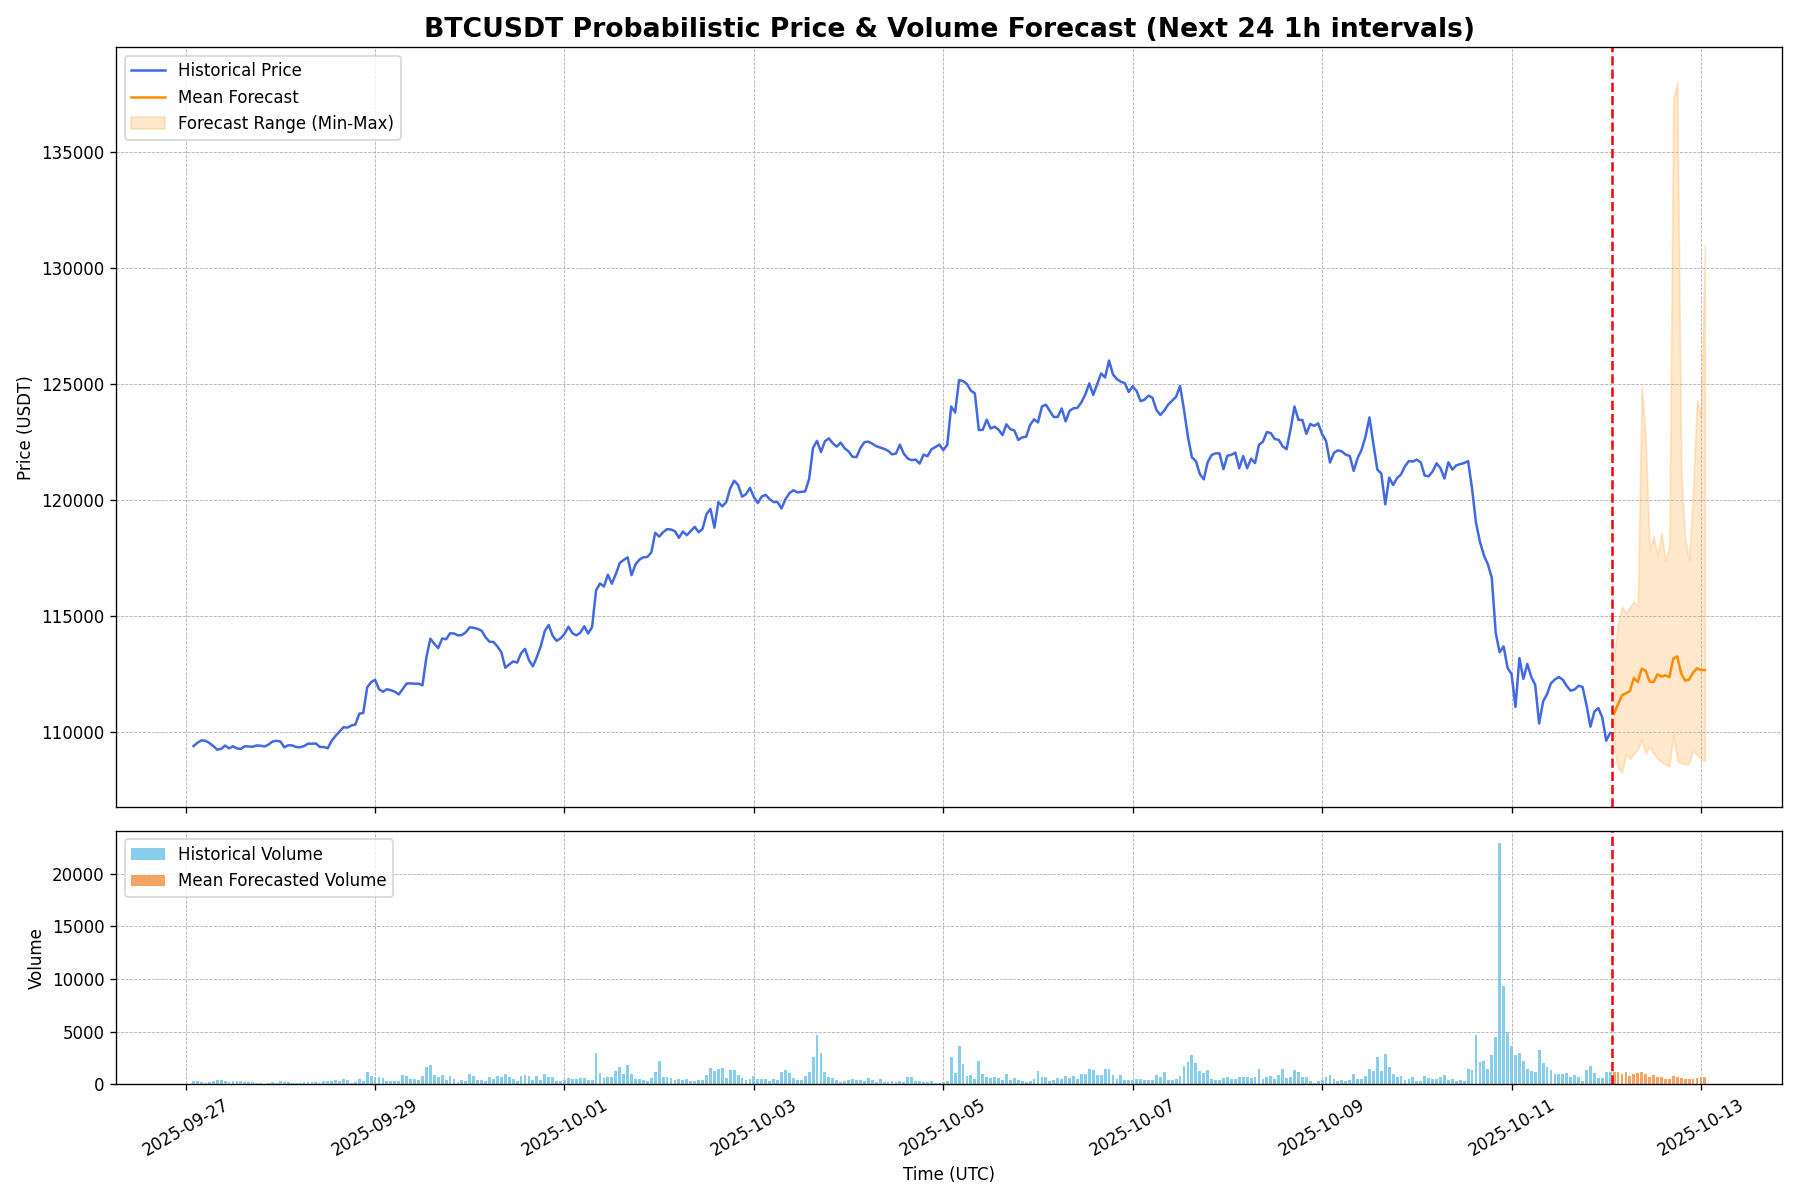 BTCUSDT Probabilistic Price & Volume Forecast (Next 24 1h intervals)
Historical Price
Mean Forecast
Forecast Range (Min-Max)
Price (USDT)
135000
130000
125000
120000
115000
110000
Historical Volume
Mean Forecasted Volume
Volume
20000
15000
10000
5000
0
2025-09-27
2025-09-29
2025-10-01
2025-10-03
2025-10-05
2025-10-07
2025-10-09
2025-10-11
2025-10-13
Time (UTC)